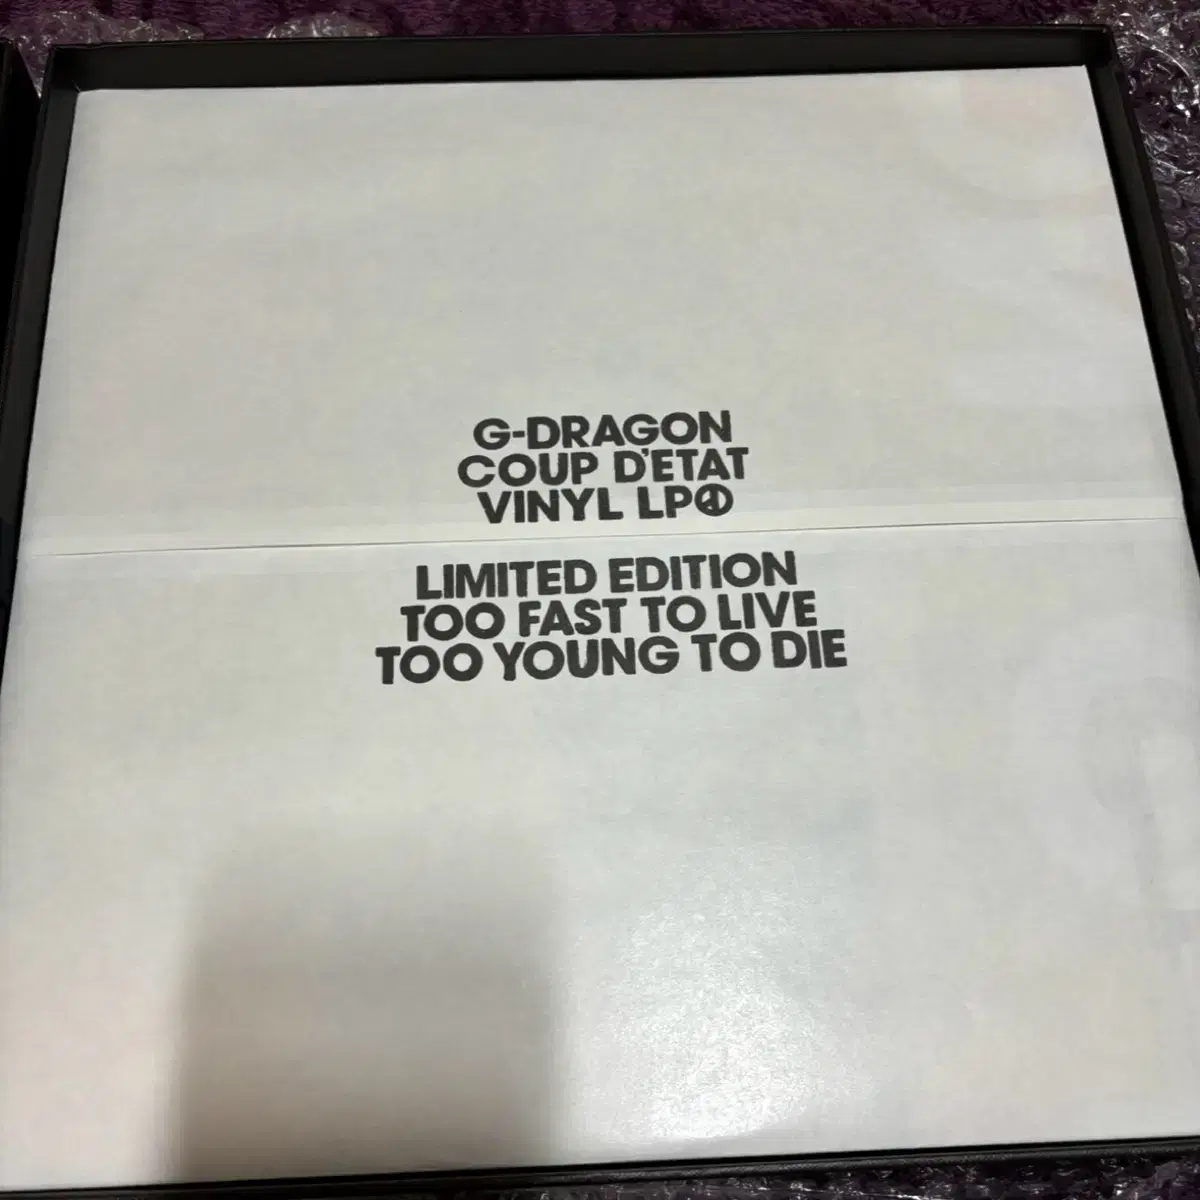 G-DRAGON
COUP D'ETAT
VINYL LP
LIMITED EDITION
TOO FAST TO LIVE
TOO YOUNG TO DIE